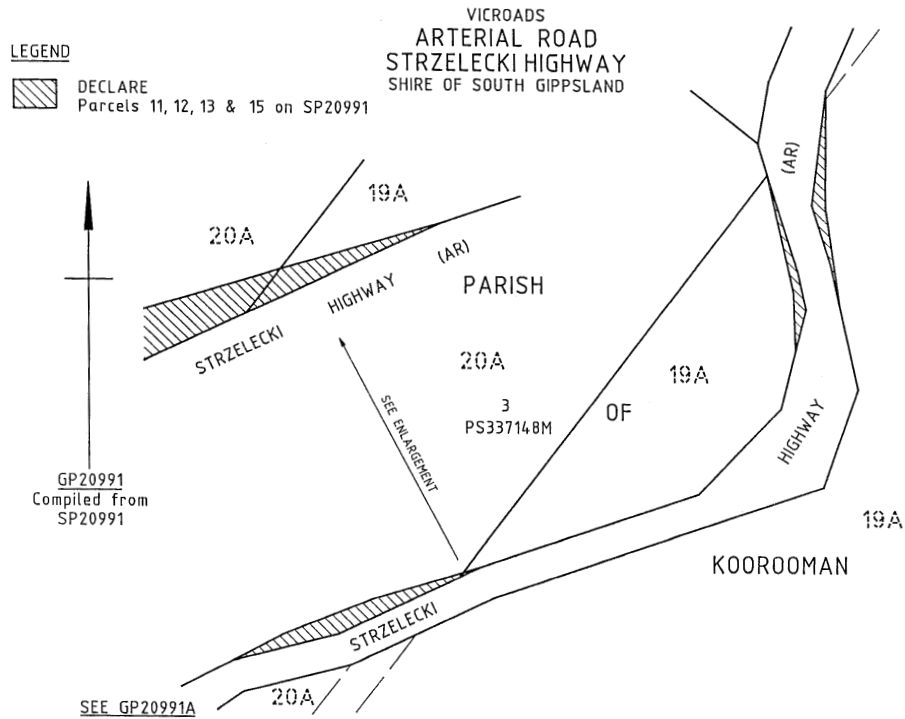 VICROADS
ARTERIAL ROAD
STRZELECKI HIGHWAY
SHIRE OF SOUTH GIPPSLAND
LEGEND
DECLARE
Parcels 11, 12, 13 & 15 on SP20991
(AR)
19A
20A
(AR)
HIGHWAY
STRZELECKI
PARISH
20A
19A
3
PS337148M
OF
SEE ENLARGEMENT
HIGHWAY
GP20991
Compiled from
SP20991
19A
KOOROOMAN
STRZELECKI
20A
SEE GP20991A